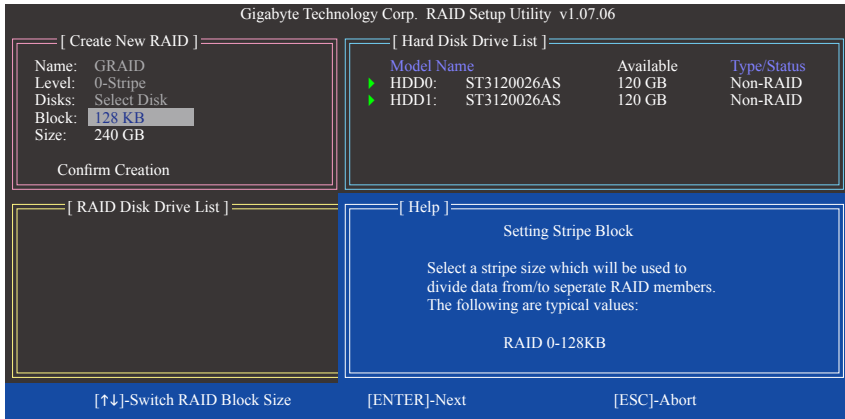 Gigabyte Technology Corp. RAID Setup Utility v1.07.06
[ Create New RAID ]
Name: GRAID
Level: 0-Stripe
Disks: Select Disk
Block: 128 KB
Size: 240 GB
Confirm Creation
[ Hard Disk Drive List ]
Model Name Available Type/Status
HDD0: ST3120026AS 120 GB Non-RAID
HDD1: ST3120026AS 120 GB Non-RAID
[ RAID Disk Drive List ]
[ Help ]
Setting Stripe Block
Select a stripe size which will be used to
divide data from/to seperate RAID members.
The following are typical values:
RAID 0-128KB
[↑↓]-Switch RAID Block Size [ENTER]-Next [ESC]-Abort